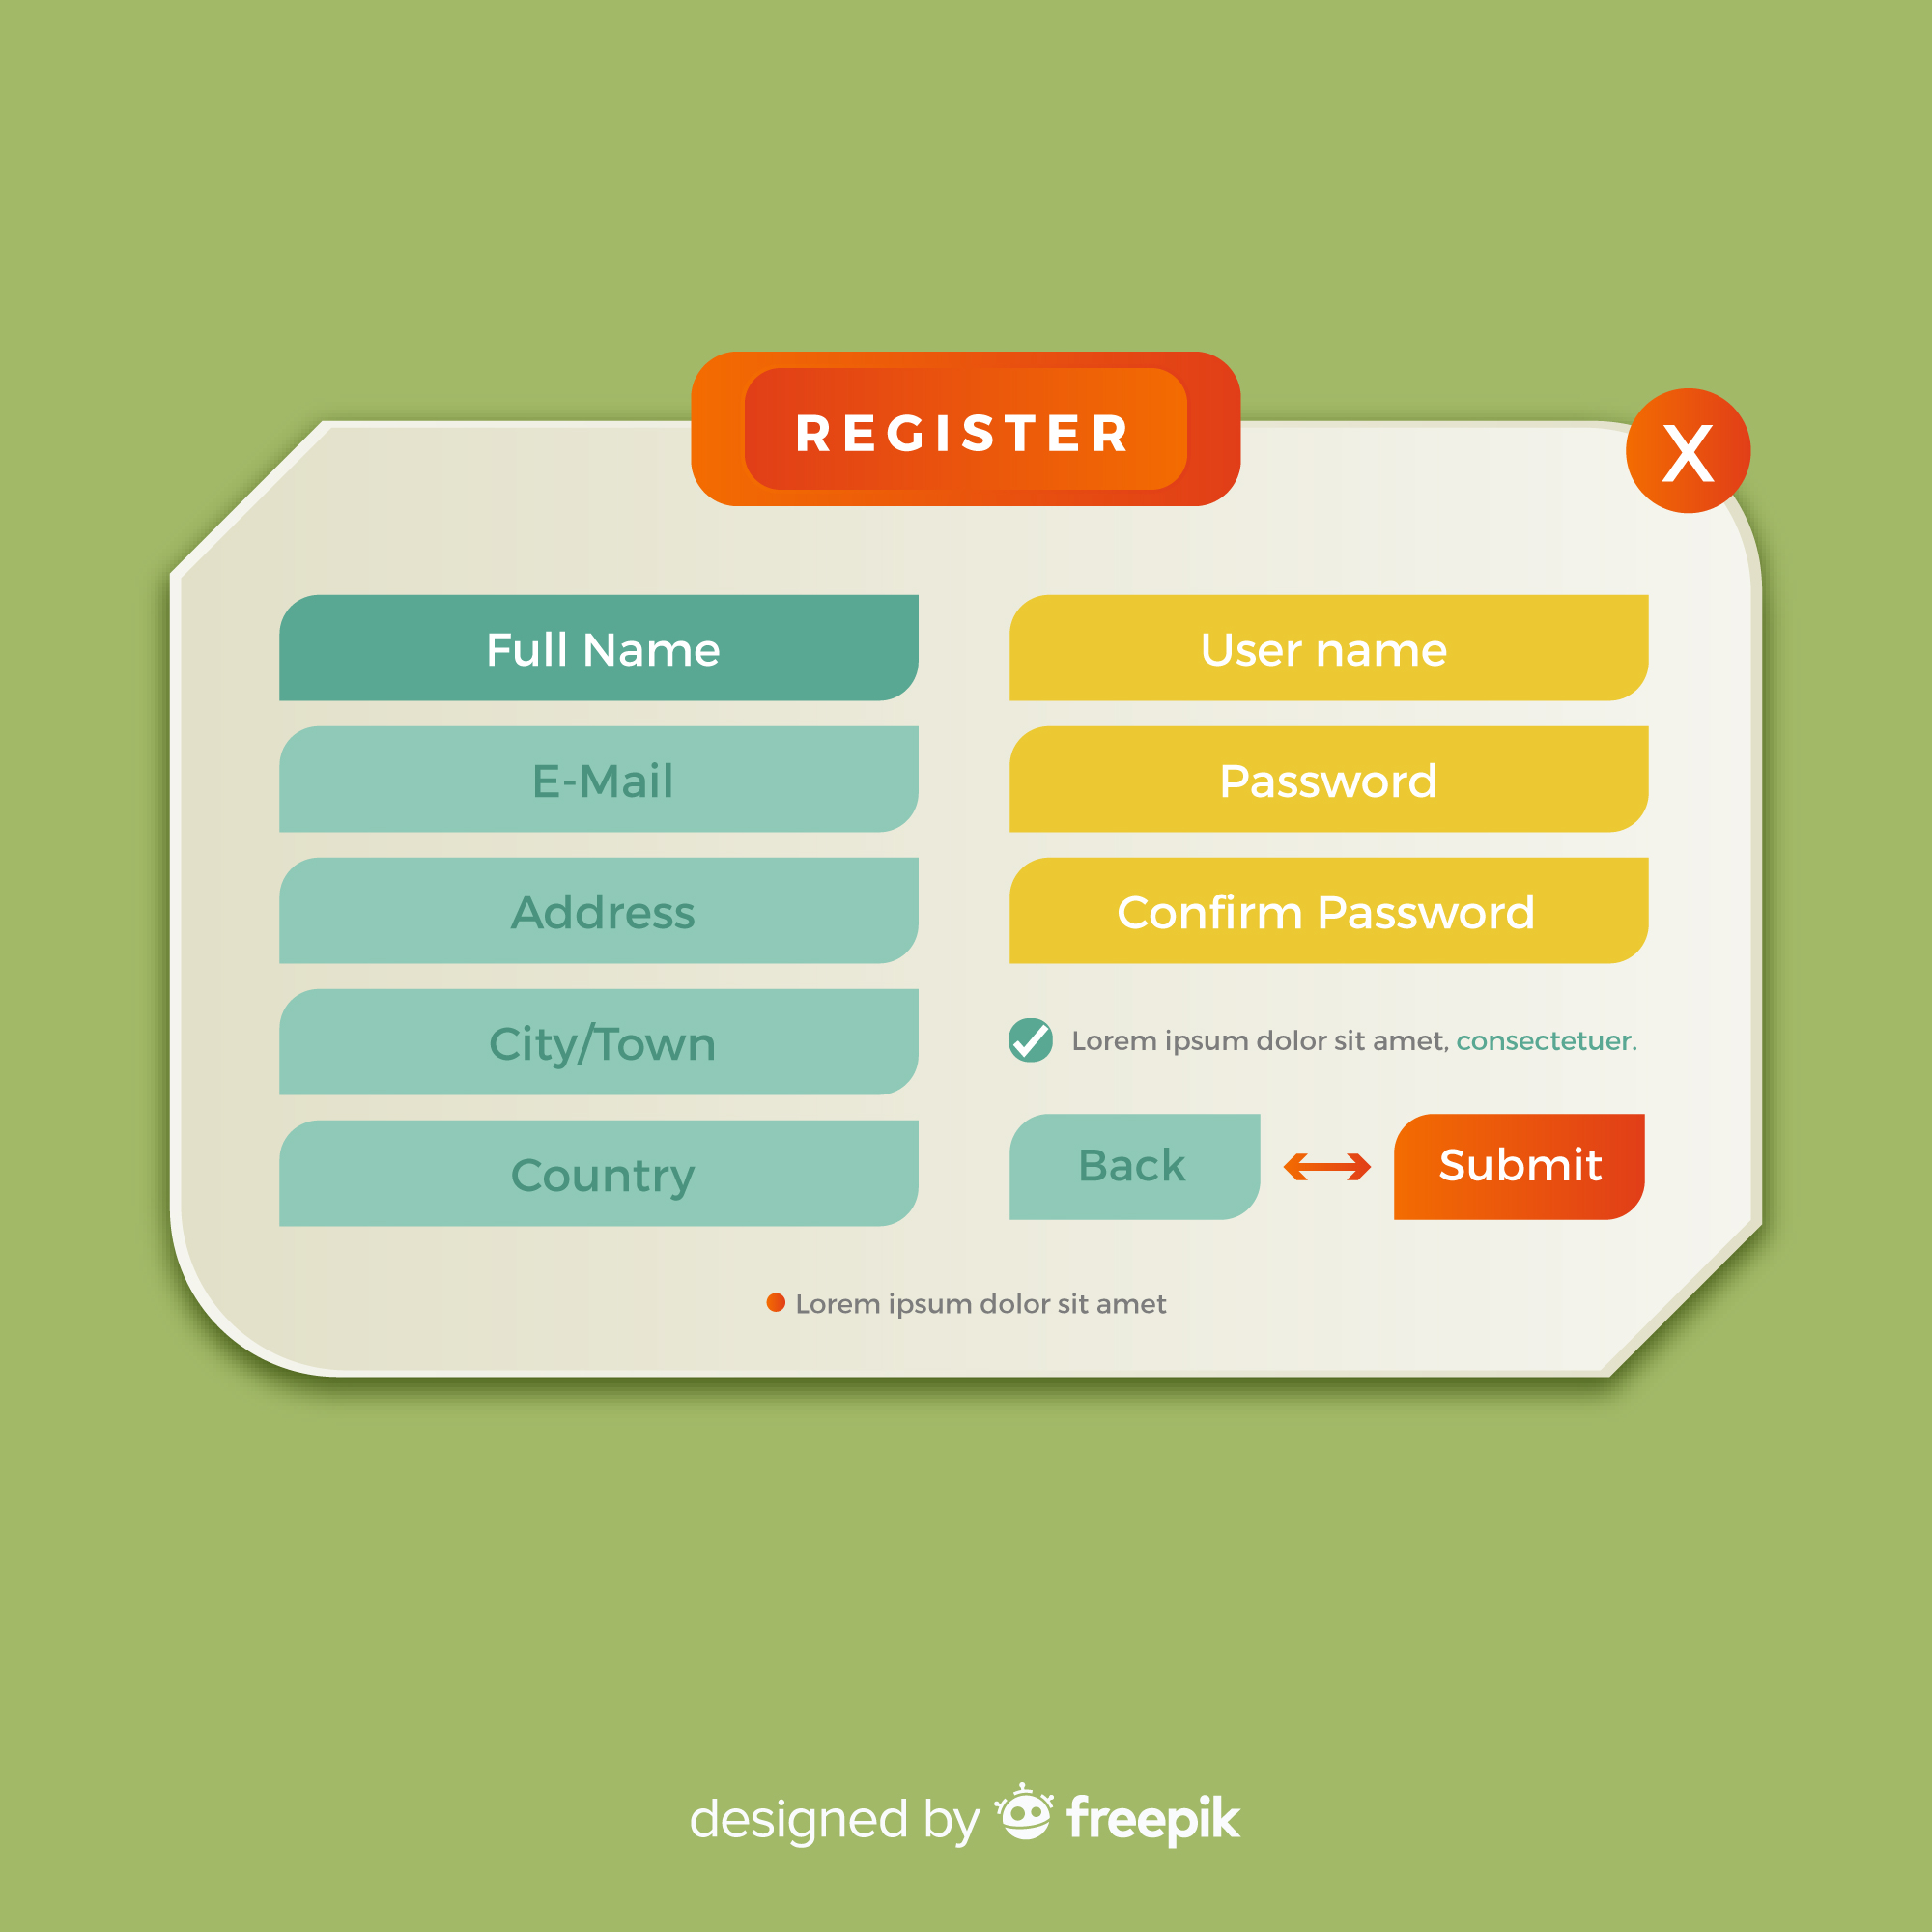 REGISTER
X
Full Name
E-Mail
Address
City/Town
Country
User name
Password
Confirm Password
Lorem ipsum dolor sit amet, consectetuer.
Back
Submit
Lorem ipsum dolor sit amet
designed by freepik